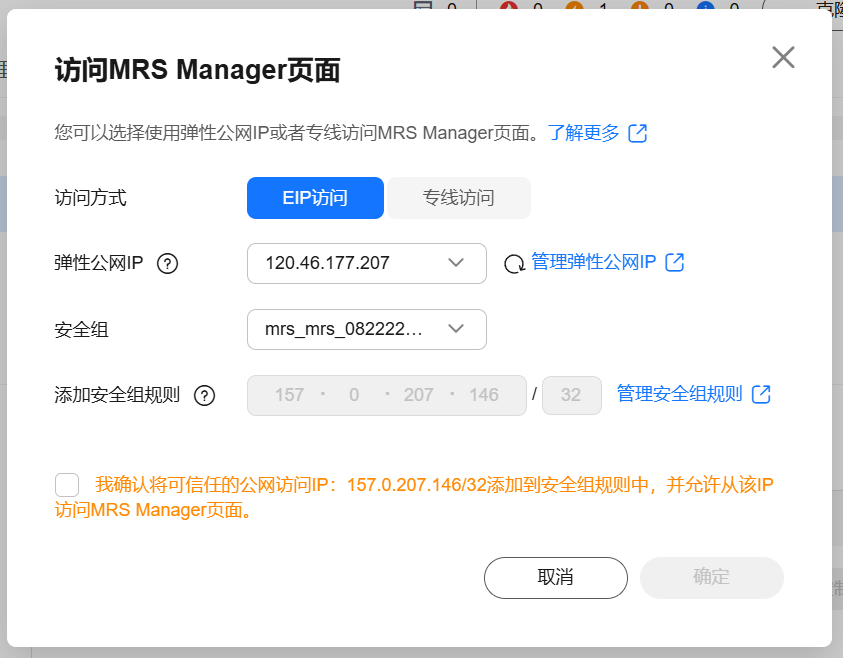 0 0 1 0 0
访问MRS Manager页面
您可以选择使用弹性公网IP或者专线访问MRS Manager页面。了解更多
访问方式 EIP访问 专线访问
弹性公网IP ? 120.46.177.207 管理弹性公网IP
安全组 mrs_mrs_082222...
添加安全组规则 ? 157 · 0 · 207 · 146 / 32 管理安全组规则
我确认将可信任的公网访问IP：157.0.207.146/32添加到安全组规则中，并允许从该IP
访问MRS Manager页面。
取消 确定